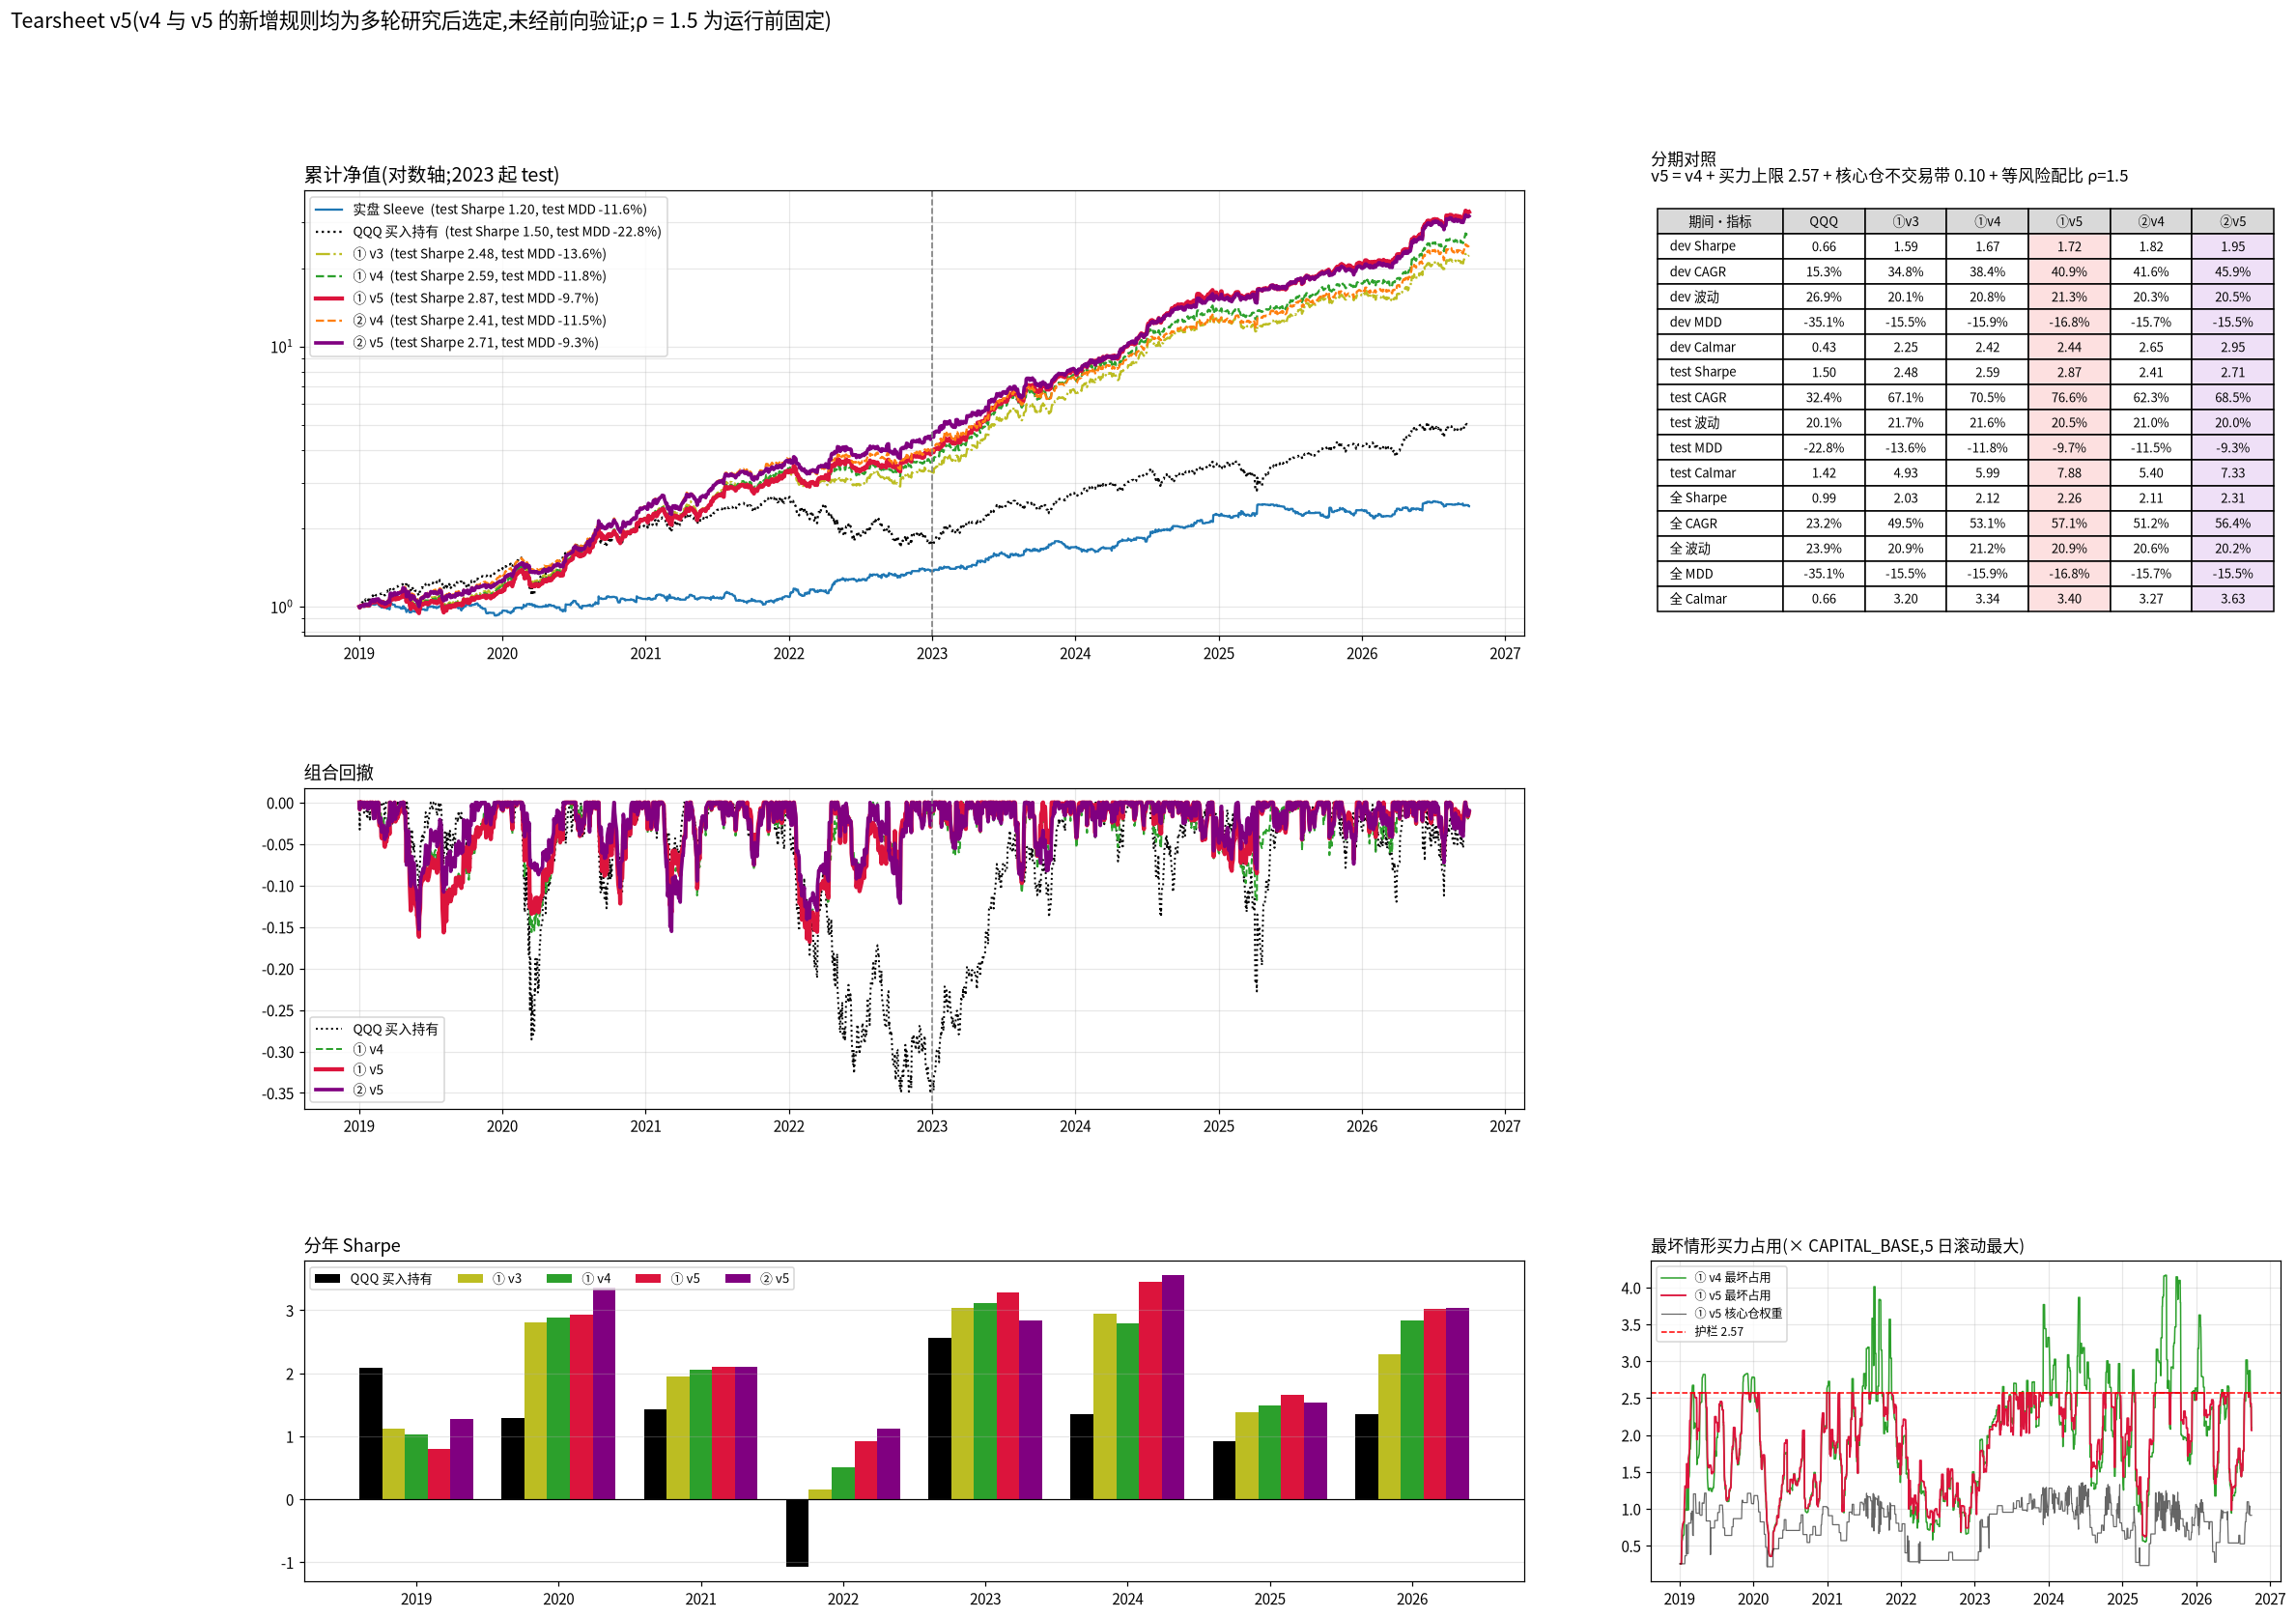 Tearsheet v5(v4 与 v5 的新增规则均为多轮研究后选定,未经前向验证;ρ = 1.5 为运行前固定)
累计净值(对数轴;2023 起 test)
实盘 Sleeve (test Sharpe 1.20, test MDD -11.6%)
QQQ 买入持有 (test Sharpe 1.50, test MDD -22.8%)
① v3 (test Sharpe 2.48, test MDD -13.6%)
① v4 (test Sharpe 2.59, test MDD -11.8%)
① v5 (test Sharpe 2.87, test MDD -9.7%)
② v4 (test Sharpe 2.41, test MDD -11.5%)
② v5 (test Sharpe 2.71, test MDD -9.3%)
10¹
10⁰
2019 2020 2021 2022 2023 2024 2025 2026 2027
分期对照
v5 = v4 + 买力上限 2.57 + 核心仓不交易带 0.10 + 等风险配比 ρ=1.5
期间·指标 QQQ ①v3 ①v4 ①v5 ②v4 ②v5
dev Sharpe 0.66 1.59 1.67 1.72 1.82 1.95
dev CAGR 15.3% 34.8% 38.4% 40.9% 41.6% 45.9%
dev 波动 26.9% 20.1% 20.8% 21.3% 20.3% 20.5%
dev MDD -35.1% -15.5% -15.9% -16.8% -15.7% -15.5%
dev Calmar 0.43 2.25 2.42 2.44 2.65 2.95
test Sharpe 1.50 2.48 2.59 2.87 2.41 2.71
test CAGR 32.4% 67.1% 70.5% 76.6% 62.3% 68.5%
test 波动 20.1% 21.7% 21.6% 20.5% 21.0% 20.0%
test MDD -22.8% -13.6% -11.8% -9.7% -11.5% -9.3%
test Calmar 1.42 4.93 5.99 7.88 5.40 7.33
全 Sharpe 0.99 2.03 2.12 2.26 2.11 2.31
全 CAGR 23.2% 49.5% 53.1% 57.1% 51.2% 56.4%
全 波动 23.9% 20.9% 21.2% 20.9% 20.6% 20.2%
全 MDD -35.1% -15.5% -15.9% -16.8% -15.7% -15.5%
全 Calmar 0.66 3.20 3.34 3.40 3.27 3.63
组合回撤
0.00
-0.05
-0.10
-0.15
-0.20
-0.25
-0.30
-0.35
QQQ 买入持有
① v4
① v5
② v5
2019 2020 2021 2022 2023 2024 2025 2026 2027
分年 Sharpe
QQQ 买入持有 ① v3 ① v4 ① v5 ② v5
3
2
1
0
-1
2019 2020 2021 2022 2023 2024 2025 2026
最坏情形买力占用(× CAPITAL_BASE,5 日滚动最大)
① v4 最坏占用
① v5 最坏占用
① v5 核心仓权重
护栏 2.57
4.0
3.5
3.0
2.5
2.0
1.5
1.0
0.5
2019 2020 2021 2022 2023 2024 2025 2026 2027